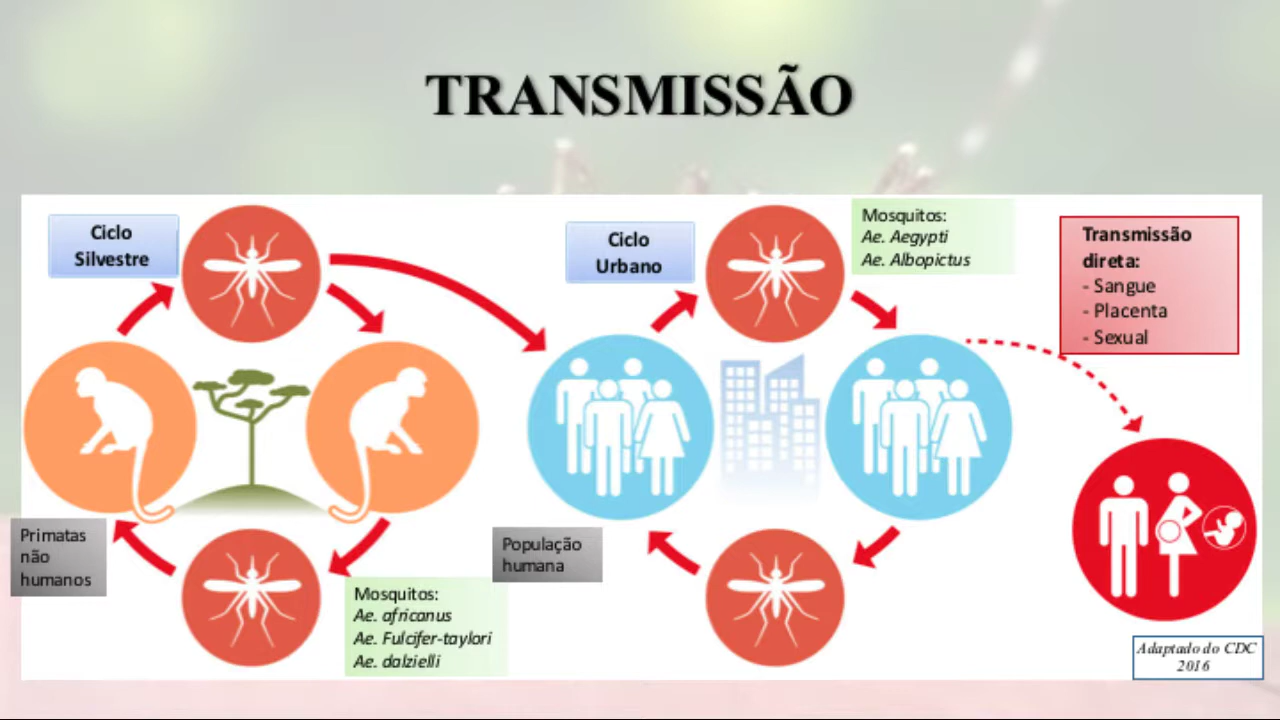 TRANSMISSÃO
Ciclo
Silvestre
Ciclo
Urbano
Mosquitos:
Ae. Aegypti
Ae. Albopictus
Transmissão
direta:
- Sangue
- Placenta
- Sexual
Primatas
não
humanos
População
humana
Mosquitos:
Ae. africanus
Ae. Fulcifer-taylori
Ae. dalzielli
Adaptado do CDC
2016